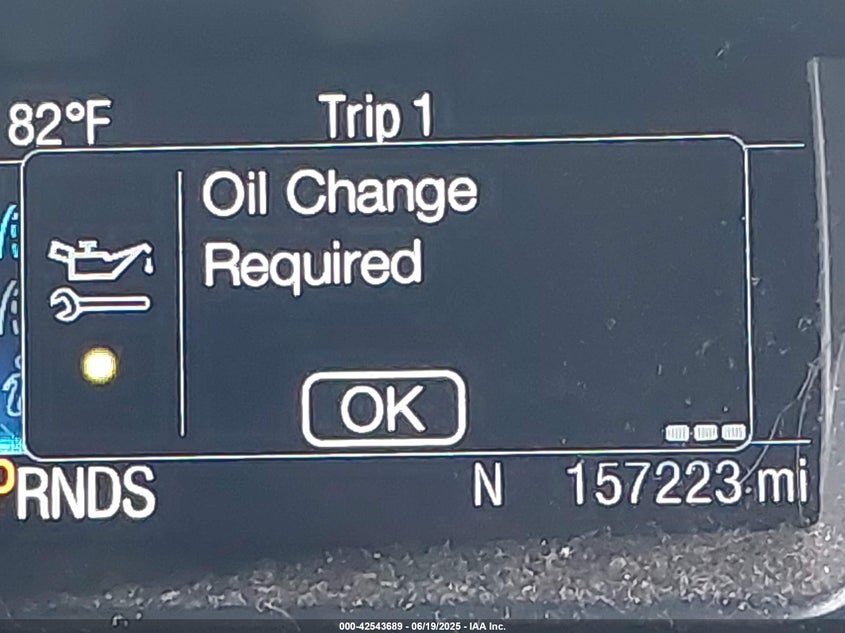 82°F Trip 1
Oil Change
Required
OK
PRNDS N 157223 mi
000-42543689 - 06/19/2025 - IAA Inc.